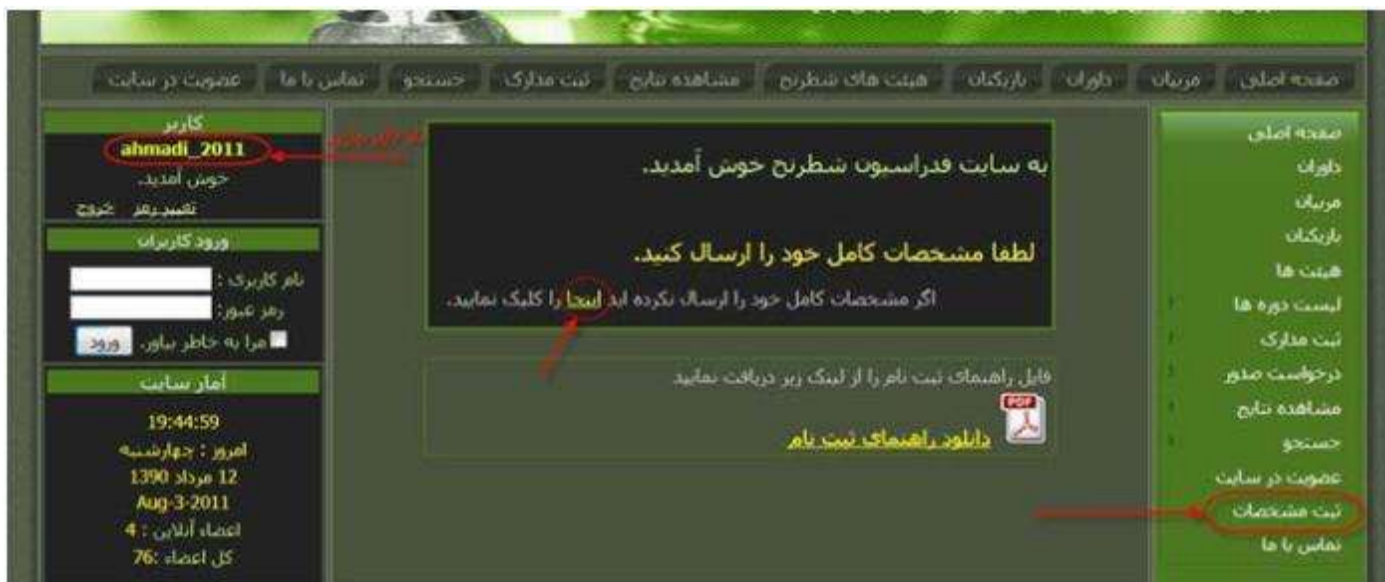 صفحه اصلی مربیان داوران بازیکنان هیئت های شطرنج مشاهده نتایج ثبت مدارک جستجو تماس با ما عضویت در سایت
صفحه اصلی
داوران
مربیان
بازیکنان
هیئت ها
لیست دوره ها
ثبت مدارک
درخواست صدور
مشاهده نتایج
جستجو
عضویت در سایت
ثبت مشخصات
تماس با ما
به سایت فدراسیون شطرنج خوش آمدید.
لطفا مشخصات کامل خود را ارسال کنید.
اگر مشخصات کامل خود را ارسال نکرده اید اینجا را کلیک نمایید.
فایل راهنمای ثبت نام را از لینک زیر دریافت نمایید
PDF
دانلود راهنمای ثبت نام
کاربر
ahmadi_2011
خوش آمدید.
تغییر رمز خروج
ورود کاربران
نام کاربری :
رمز عبور:
مرا به خاطر بیاور. ورود
آمار سایت
19:44:59
امروز : چهارشنبه
12 مرداد 1390
Aug-3-2011
اعضاء آنلاین : 4
کل اعضاء :76